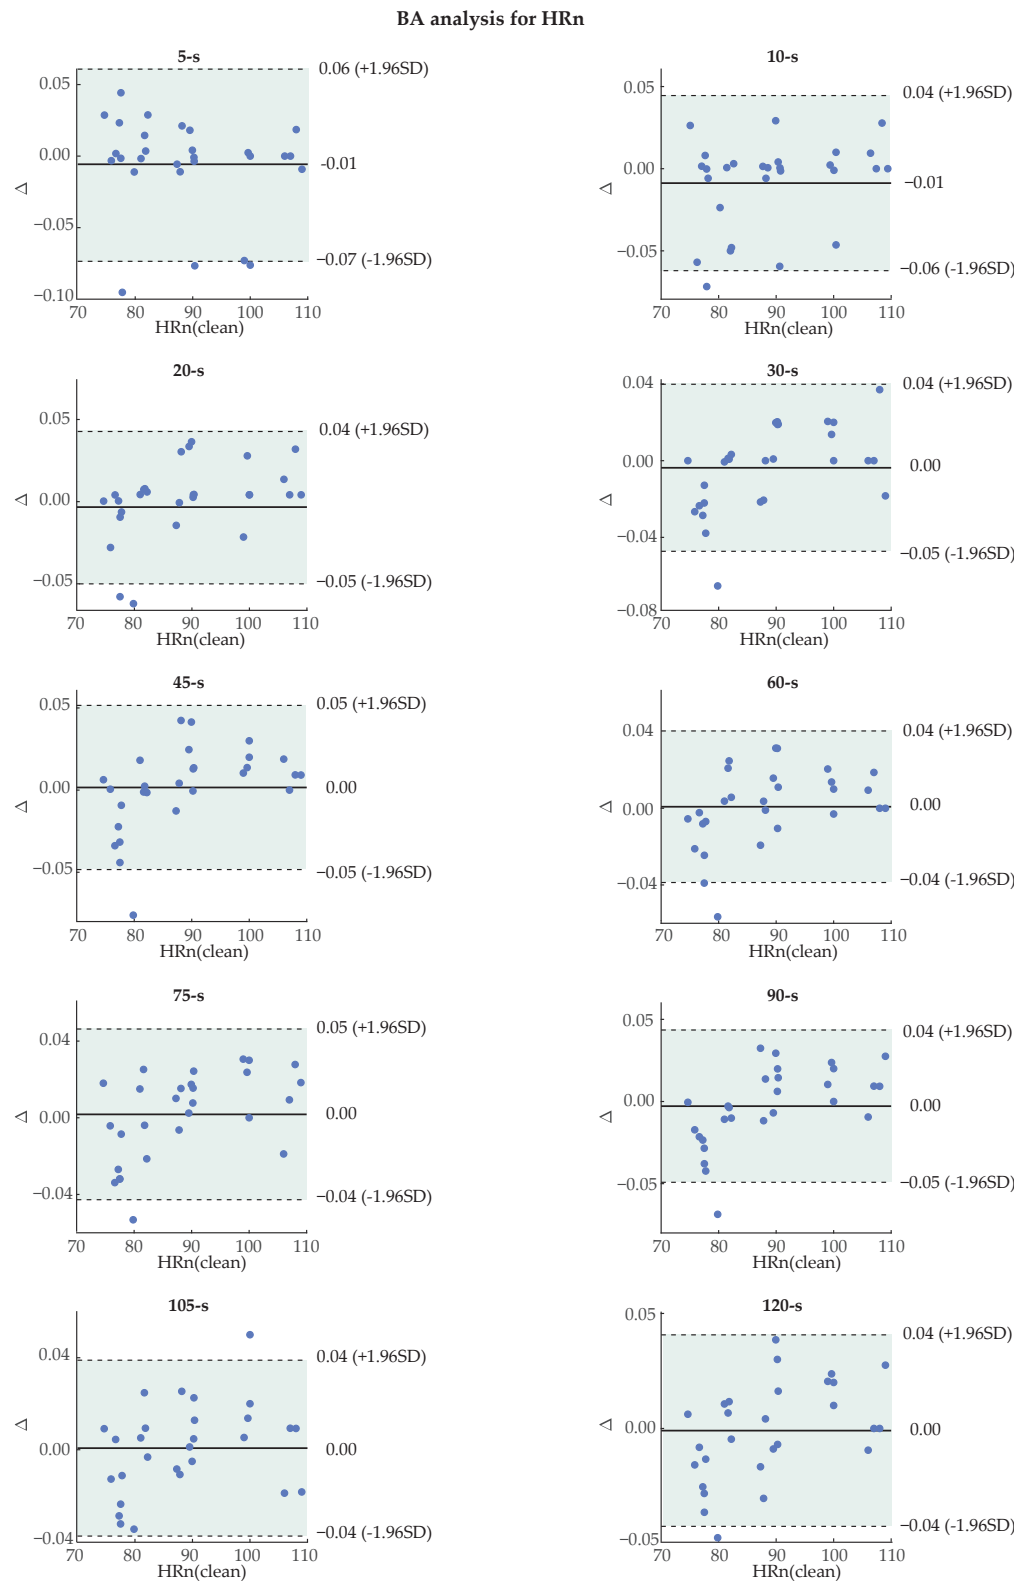 BA analysis for HRn
5-s
0.05
0.00
−0.05
−0.10
Δ
0.06 (+1.96SD)
-0.01
−0.07 (-1.96SD)
70 80 90 100 110
HRn(clean)
10-s
0.05
0.00
−0.05
Δ
0.04 (+1.96SD)
−0.01
−0.06 (-1.96SD)
70 80 90 100 110
HRn(clean)
20-s
0.05
0.00
−0.05
Δ
0.04 (+1.96SD)
−0.05 (-1.96SD)
70 80 90 100 110
HRn(clean)
30-s
0.04
0.00
−0.04
−0.08
Δ
0.04 (+1.96SD)
0.00
−0.05 (-1.96SD)
70 80 90 100 110
HRn(clean)
45-s
0.05
0.00
−0.05
Δ
0.05 (+1.96SD)
0.00
−0.05 (-1.96SD)
70 80 90 100 110
HRn(clean)
60-s
0.04
0.00
−0.04
Δ
0.04 (+1.96SD)
0.00
−0.04 (-1.96SD)
70 80 90 100 110
HRn(clean)
75-s
0.04
0.00
−0.04
Δ
0.05 (+1.96SD)
0.00
−0.04 (-1.96SD)
70 80 90 100 110
HRn(clean)
90-s
0.05
0.00
−0.05
Δ
0.04 (+1.96SD)
0.00
−0.05 (-1.96SD)
70 80 90 100 110
HRn(clean)
105-s
0.04
0.00
−0.04
Δ
0.04 (+1.96SD)
0.00
−0.04 (-1.96SD)
70 80 90 100 110
HRn(clean)
120-s
0.05
0.00
−0.05
Δ
0.04 (+1.96SD)
0.00
−0.04 (-1.96SD)
70 80 90 100 110
HRn(clean)